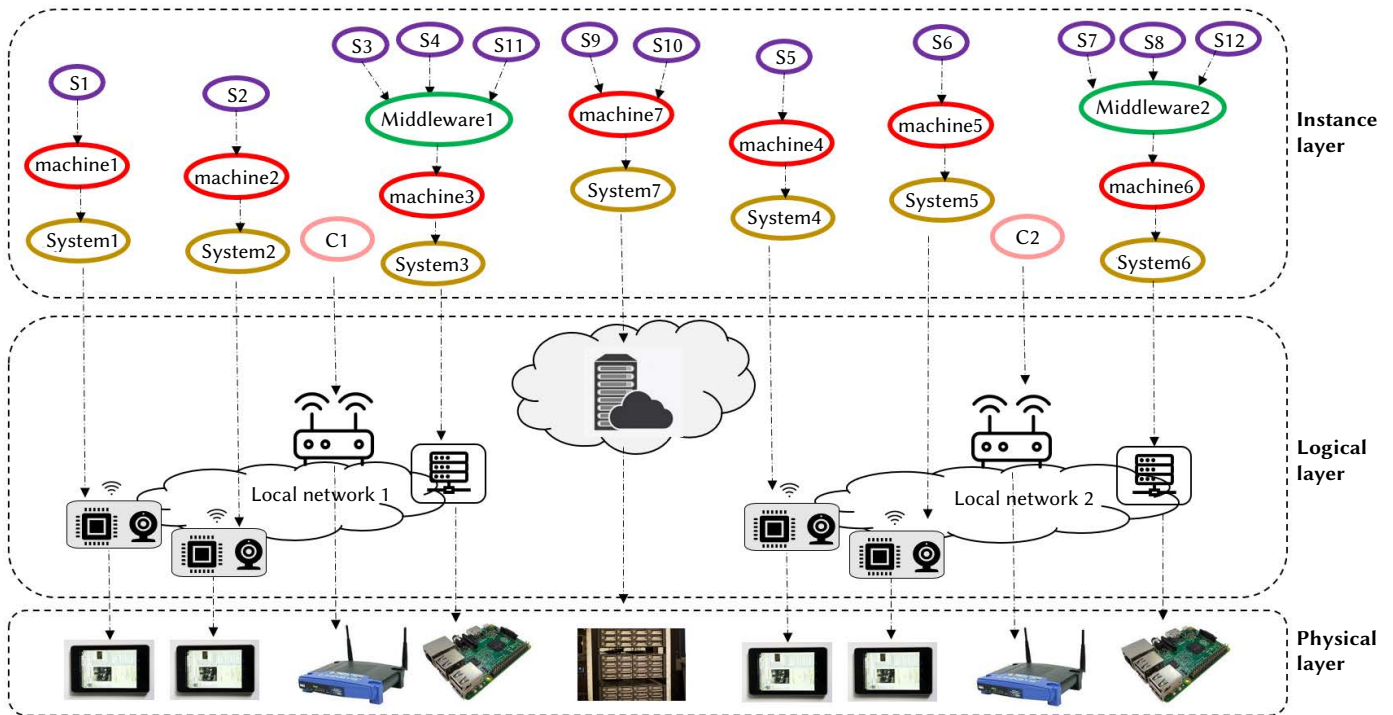 S3
S4
S11
S9
S10
S6
S7
S8
S12
S5
S1
S2
Middleware1
machine7
machine5
Middleware2
Instance
layer
machine1
machine2
machine4
machine3
System7
System5
machine6
System4
System1
System2
C1
System3
C2
System6
Local network 1
Local network 2
Logical
layer
Physical
layer